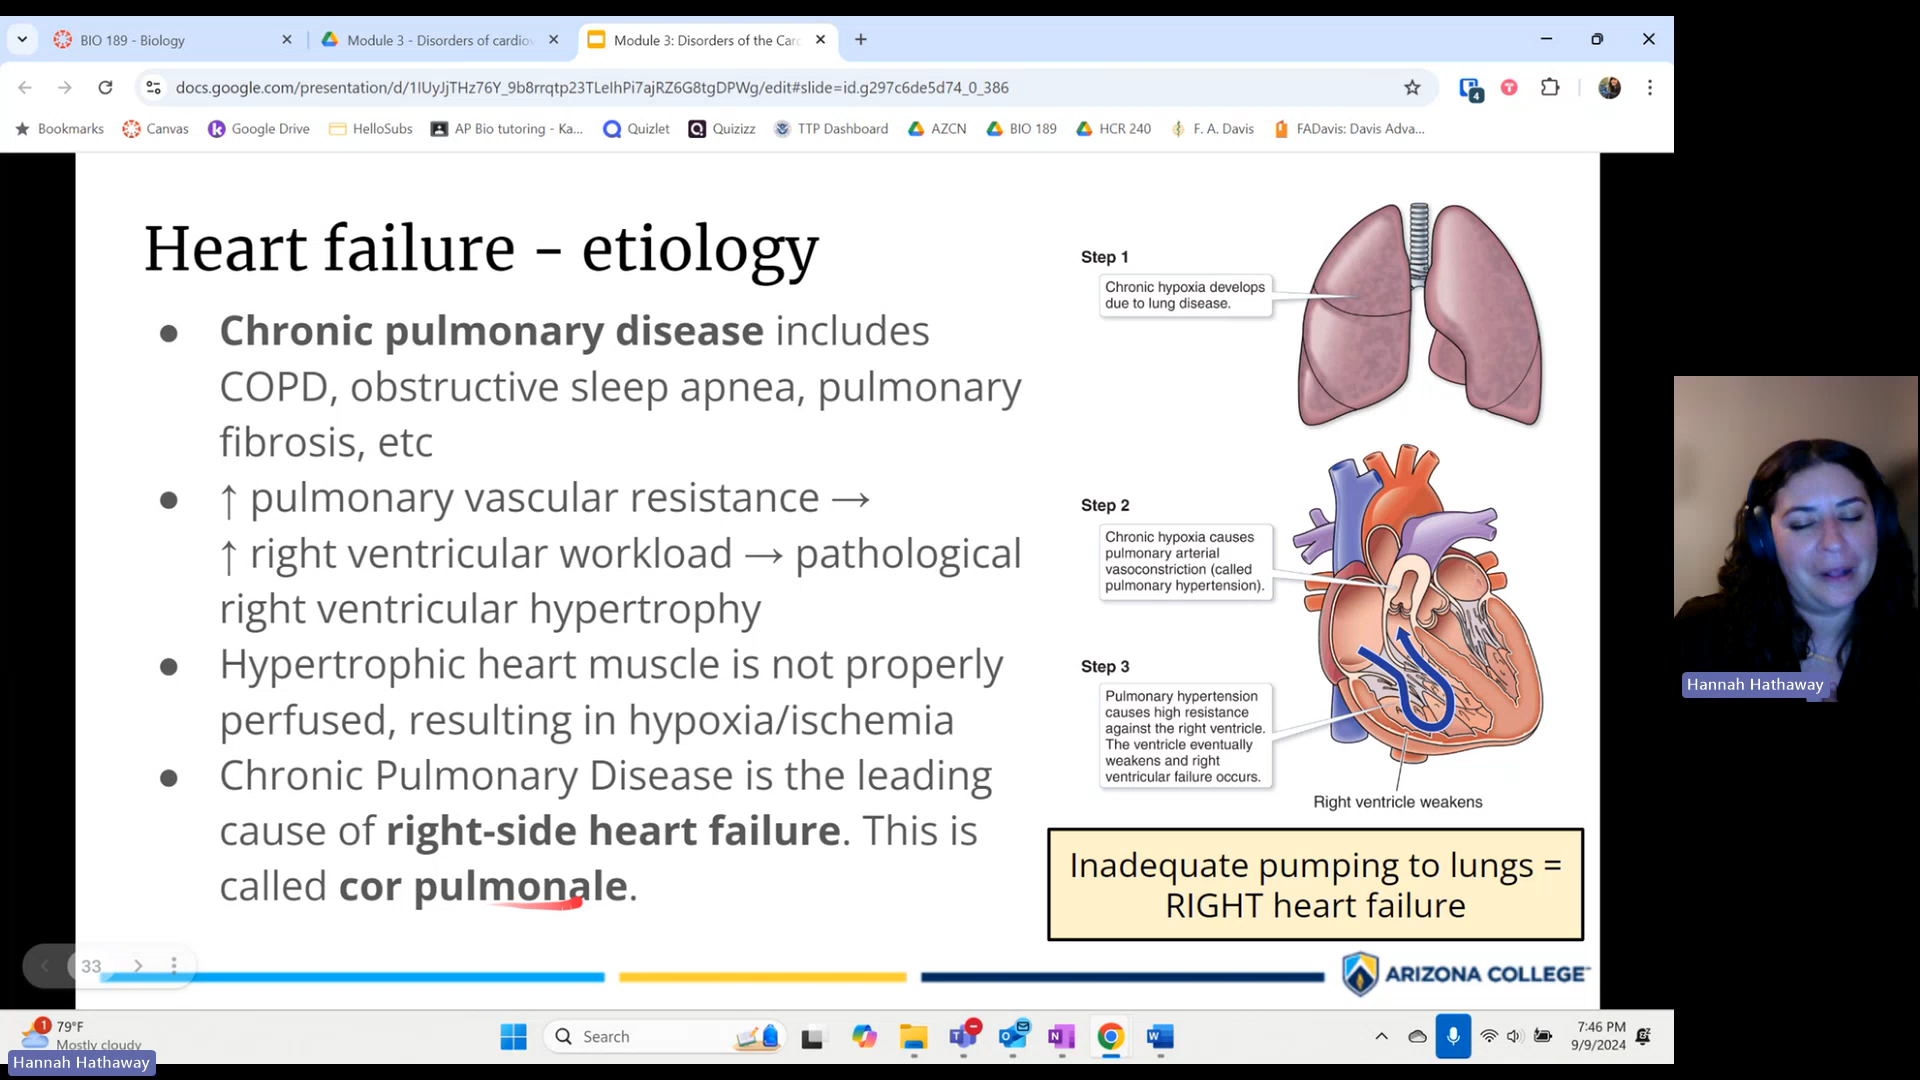 BIO 189 - Biology
Module 3 - Disorders of cardiov
Module 3: Disorders of the Card
docs.google.com/presentation/d/1IUyJjTHz76Y_9b8rrqtp23TLeIhPi7ajRZ6G8tgDPWg/edit#slide=id.g297c6de5d74_0_386
4
Bookmarks
Canvas
Google Drive
HelloSubs
AP Bio tutoring - Ka...
Quizlet
Quizizz
TTP Dashboard
AZCN
BIO 189
HCR 240
F. A. Davis
FADavis: Davis Adva...
Heart failure - etiology
● Chronic pulmonary disease includes
COPD, obstructive sleep apnea, pulmonary
fibrosis, etc
● ↑ pulmonary vascular resistance →
↑ right ventricular workload → pathological
right ventricular hypertrophy
● Hypertrophic heart muscle is not properly
perfused, resulting in hypoxia/ischemia
● Chronic Pulmonary Disease is the leading
cause of right-side heart failure. This is
called cor pulmonale.
Step 1
Chronic hypoxia develops
due to lung disease.
Step 2
Chronic hypoxia causes
pulmonary arterial
vasoconstriction (called
pulmonary hypertension).
Step 3
Pulmonary hypertension
causes high resistance
against the right ventricle.
The ventricle eventually
weakens and right
ventricular failure occurs.
Right ventricle weakens
Inadequate pumping to lungs =
RIGHT heart failure
33
ARIZONA COLLEGE
Hannah Hathaway
1
79°F
Mostly cloudy
Search
7:46 PM
9/9/2024
Hannah Hathaway